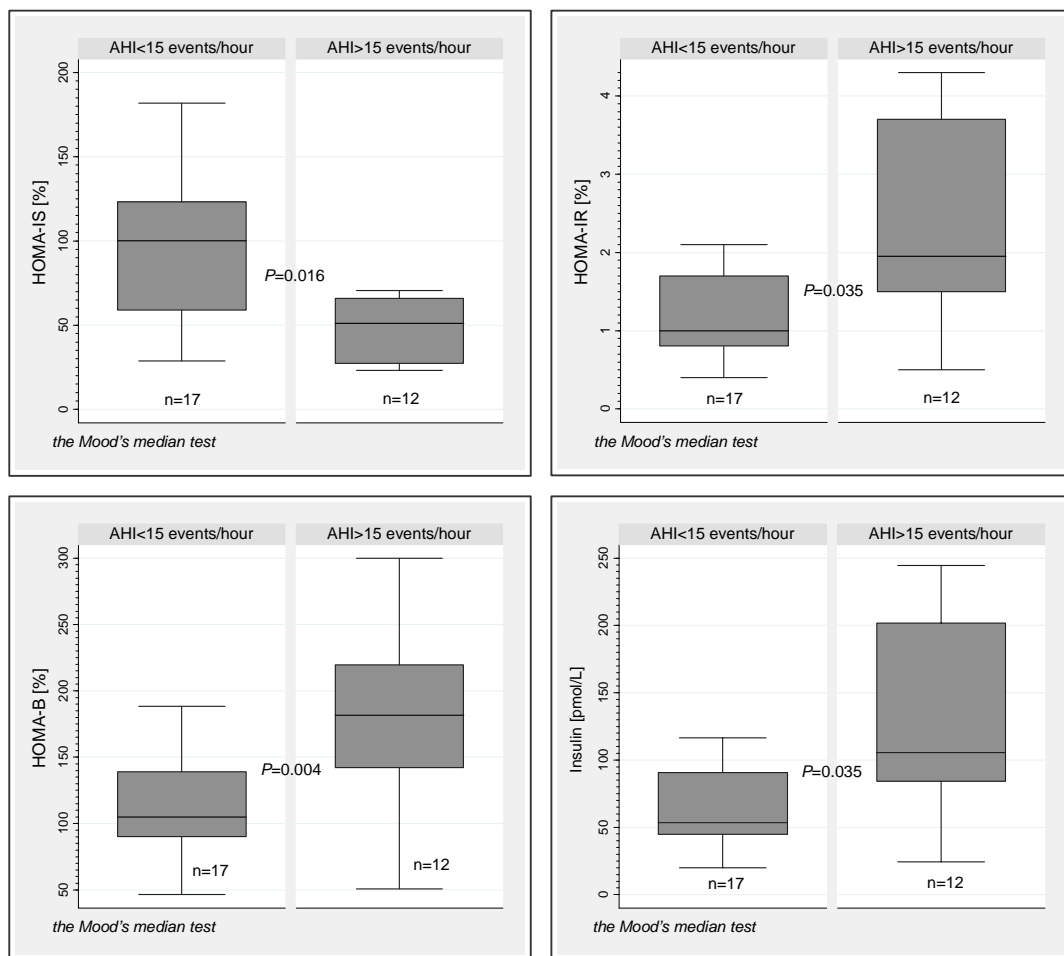 AHI<15 events/hour AHI>15 events/hour
HOMA-IS [%]
200
150
100
50
0
P=0.016
n=17 n=12
the Mood’s median test
AHI<15 events/hour AHI>15 events/hour
HOMA-IR [%]
4
3
2
1
0
P=0.035
n=17 n=12
the Mood’s median test
AHI<15 events/hour AHI>15 events/hour
HOMA-B [%]
300
250
200
150
100
50
P=0.004
n=17 n=12
the Mood’s median test
AHI<15 events/hour AHI>15 events/hour
Insulin [pmol/L]
250
200
150
100
50
0
P=0.035
n=17 n=12
the Mood’s median test